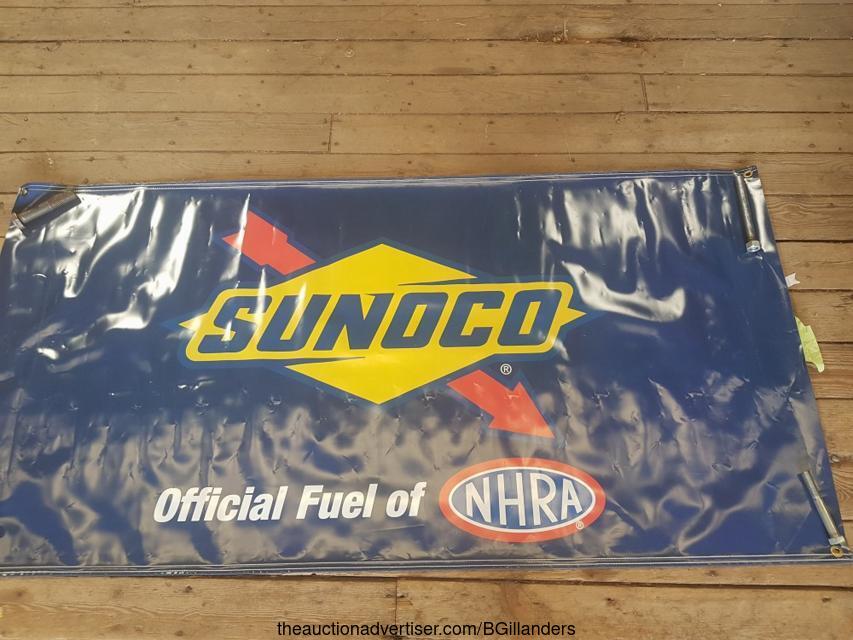 SUNOCO
®
Official Fuel of NHRA
®
theauctionadvertiser.com/BGillanders